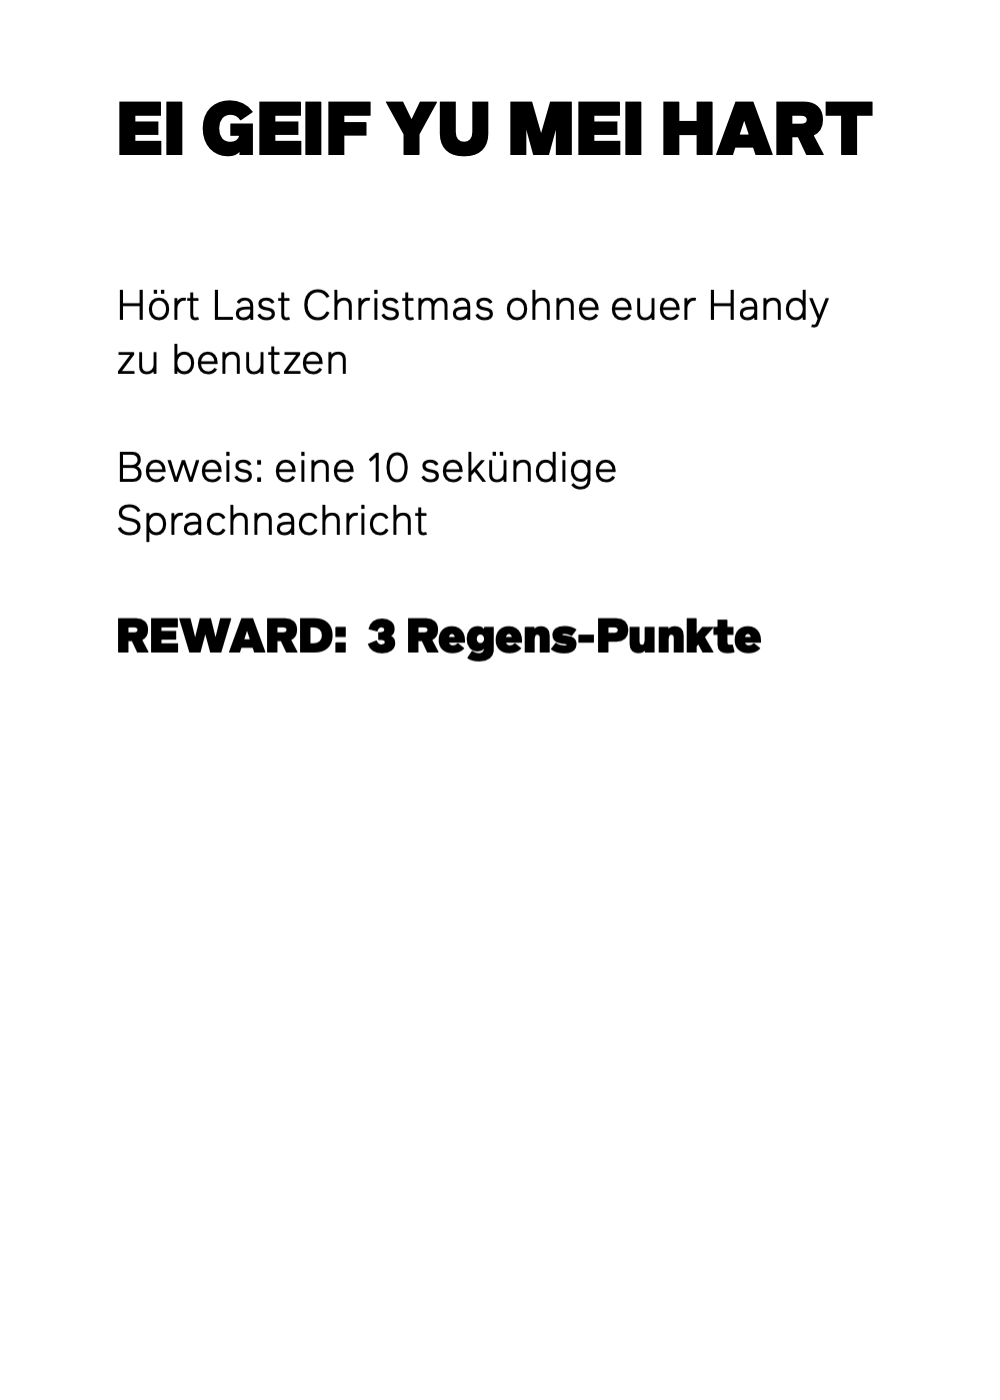 EI GEIF YU MEI HART
Hört Last Christmas ohne euer Handy
zu benutzen
Beweis: eine 10 sekündige
Sprachnachricht
REWARD: 3 Regens-Punkte